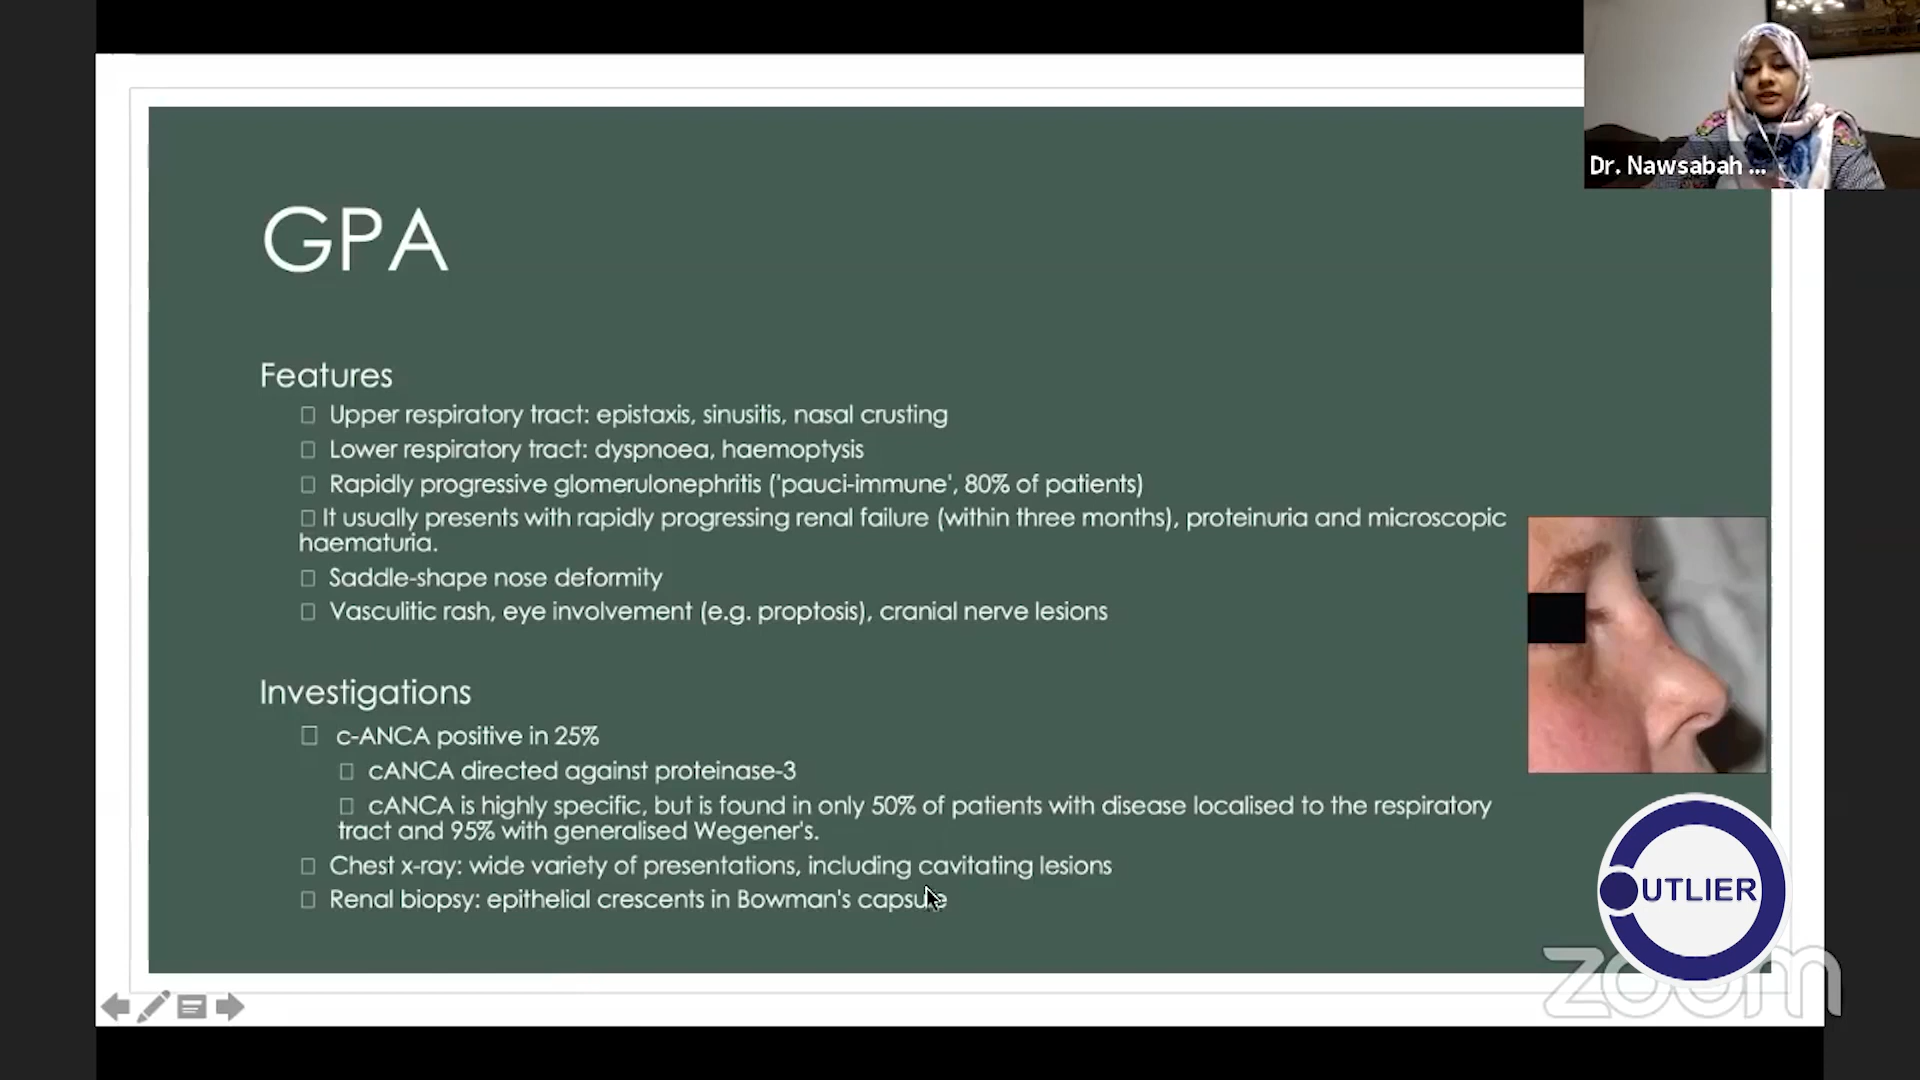 Dr. Nawsabah ...
GPA
Features
Upper respiratory tract: epistaxis, sinusitis, nasal crusting
Lower respiratory tract: dyspnoea, haemoptysis
Rapidly progressive glomerulonephritis ('pauci-immune', 80% of patients)
It usually presents with rapidly progressing renal failure (within three months), proteinuria and microscopic
haematuria.
Saddle-shape nose deformity
Vasculitic rash, eye involvement (e.g. proptosis), cranial nerve lesions
Investigations
c-ANCA positive in 25%
cANCA directed against proteinase-3
cANCA is highly specific, but is found in only 50% of patients with disease localised to the respiratory
tract and 95% with generalised Wegener's.
Chest x-ray: wide variety of presentations, including cavitating lesions
Renal biopsy: epithelial crescents in Bowman's capsule
OUTLIER
zoom